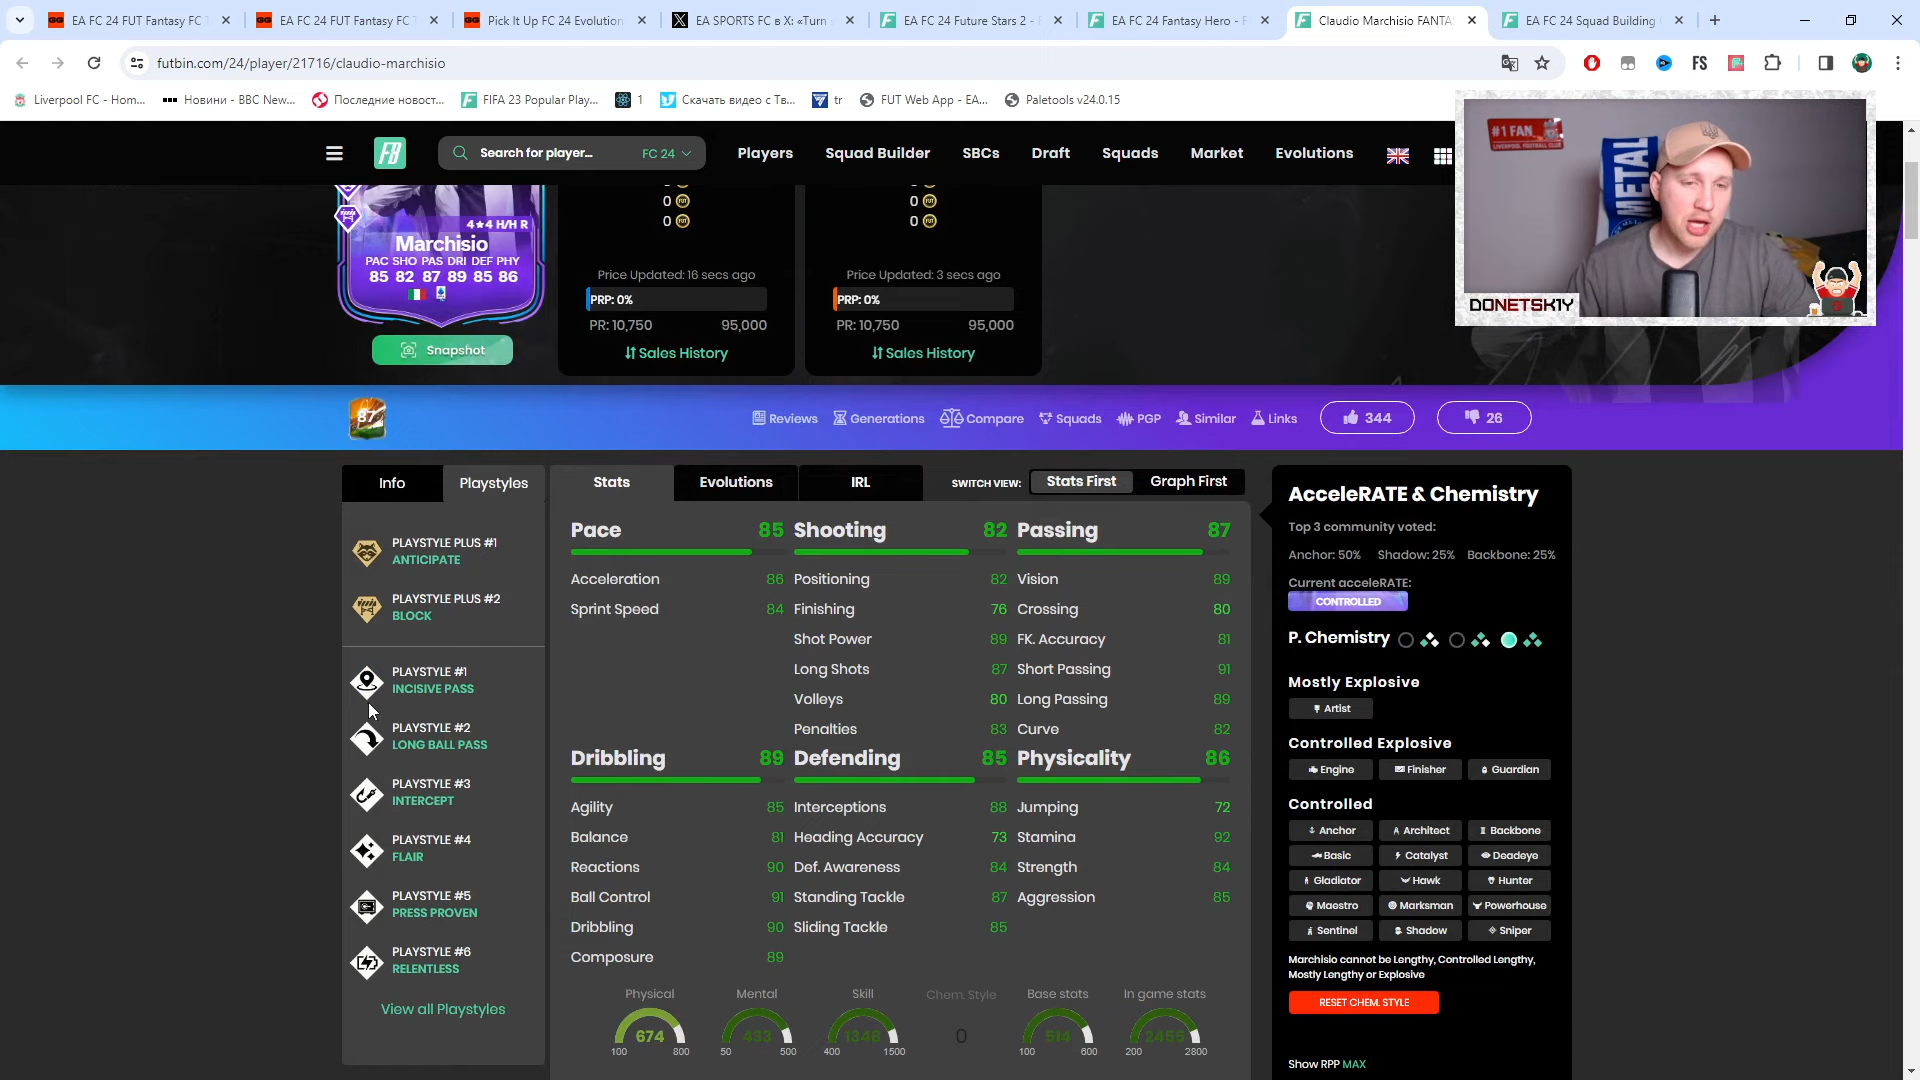 EA FC 24 FUT Fantasy FC
EA FC 24 FUT Fantasy FC
Pick It Up FC 24 Evolution
EA SPORTS FC в X: «Turn
EA FC 24 Future Stars 2 -
EA FC 24 Fantasy Hero -
Claudio Marchisio FANTA
EA FC 24 Squad Building
futbin.com/24/player/21716/claudio-marchisio
Liverpool FC - Hom...
Новини - BBC New...
Последние новост...
FIFA 23 Popular Play...
1
Скачать видео с Тв...
tr
FUT Web App - EA...
Paletools v24.0.15
Search for player... FC 24
Players Squad Builder SBCs Draft Squads Market Evolutions
#1 FAN
METAL
DONETSK1Y
4★4 H/H R
Marchisio
PAC SHO PAS DRI DEF PHY
85 82 87 89 85 86
Snapshot
0
0
Price Updated: 16 secs ago
PRP: 0%
PR: 10,750 95,000
Sales History
0
0
Price Updated: 3 secs ago
PRP: 0%
PR: 10,750 95,000
Sales History
87
Reviews Generations Compare Squads PGP Similar Links 344 26
Info Playstyles
PLAYSTYLE PLUS #1
ANTICIPATE
PLAYSTYLE PLUS #2
BLOCK
PLAYSTYLE #1
INCISIVE PASS
PLAYSTYLE #2
LONG BALL PASS
PLAYSTYLE #3
INTERCEPT
PLAYSTYLE #4
FLAIR
PLAYSTYLE #5
PRESS PROVEN
PLAYSTYLE #6
RELENTLESS
View all Playstyles
Stats Evolutions IRL SWITCH VIEW: Stats First Graph First
Pace 85 Shooting 82 Passing 87
Acceleration 86 Positioning 82 Vision 89
Sprint Speed 84 Finishing 76 Crossing 80
Shot Power 89 FK. Accuracy 81
Long Shots 87 Short Passing 91
Volleys 80 Long Passing 89
Penalties 83 Curve 82
Dribbling 89 Defending 85 Physicality 86
Agility 85 Interceptions 88 Jumping 72
Balance 81 Heading Accuracy 73 Stamina 92
Reactions 90 Def. Awareness 84 Strength 84
Ball Control 91 Standing Tackle 87 Aggression 85
Dribbling 90 Sliding Tackle 85
Composure 89
Physical Mental Skill Chem. Style Base stats In game stats
674 433 1348 0 514 2455
100 800 50 500 400 1500 100 600 200 2800
AcceleRATE & Chemistry
Top 3 community voted:
Anchor: 50% Shadow: 25% Backbone: 25%
Current acceleRATE:
CONTROLLED
P. Chemistry
Mostly Explosive
Artist
Controlled Explosive
Engine Finisher Guardian
Controlled
Anchor Architect Backbone
Basic Catalyst Deadeye
Gladiator Hawk Hunter
Maestro Marksman Powerhouse
Sentinel Shadow Sniper
Marchisio cannot be Lengthy, Controlled Lengthy,
Mostly Lengthy or Explosive
RESET CHEM. STYLE
Show RPP MAX